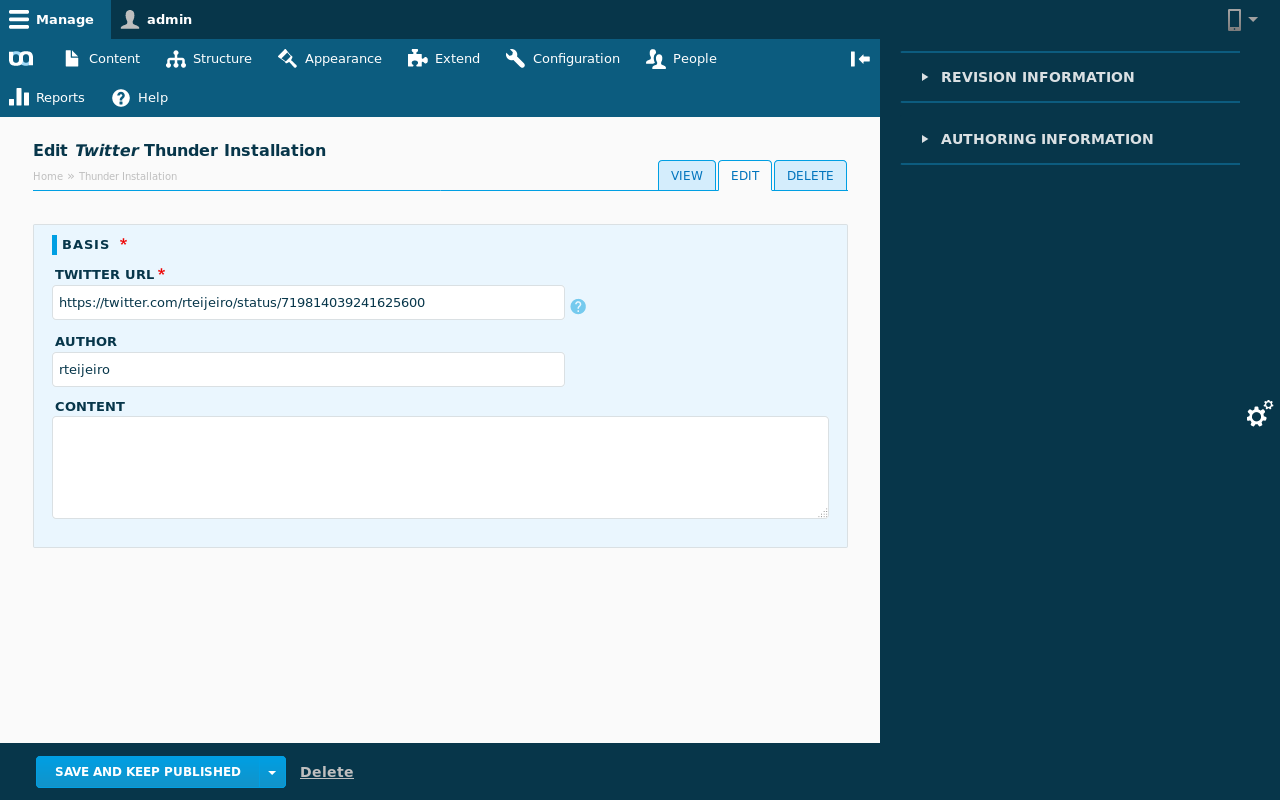 Manage
admin
Content
Structure
Appearance
Extend
Configuration
People
Reports
Help
REVISION INFORMATION
AUTHORING INFORMATION
Edit Twitter Thunder Installation
Home » Thunder Installation
VIEW
EDIT
DELETE
BASIS *
TWITTER URL *
https://twitter.com/rteijeiro/status/719814039241625600
?
AUTHOR
rteijeiro
CONTENT
SAVE AND KEEP PUBLISHED
Delete